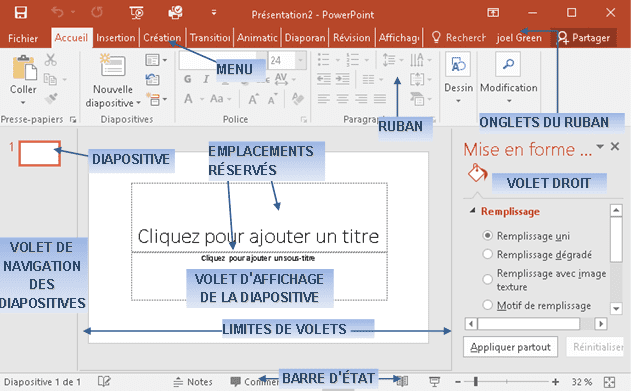 Présentation2 - PowerPoint
Fichier Accueil Insertion Création Transition Animatic Diaporan Révision Affichag Recherch joel Green Partager
MENU
24
Coller
Nouvelle
diapositive
Dessin
Modification
Presse-papiers
Diapositives
Police
Paragraph
RUBAN
ONGLETS DU RUBAN
1
DIAPOSITIVE
EMPLACEMENTS
RÉSERVÉS
Cliquez pour ajouter un titre
Cliquez pour ajouter un sous-titre
VOLET D'AFFICHAGE
DE LA DIAPOSITIVE
VOLET DE
NAVIGATION
DES
DIAPOSITIVES
LIMITES DE VOLETS
Mise en forme ...
VOLET DROIT
Remplissage
Remplissage uni
Remplissage dégradé
Remplissage avec image
texture
Motif de remplissage
Appliquer partout
Réinitialiser
Diapositive 1 de 1
Notes
Comme
BARRE D'ÉTAT
32 %